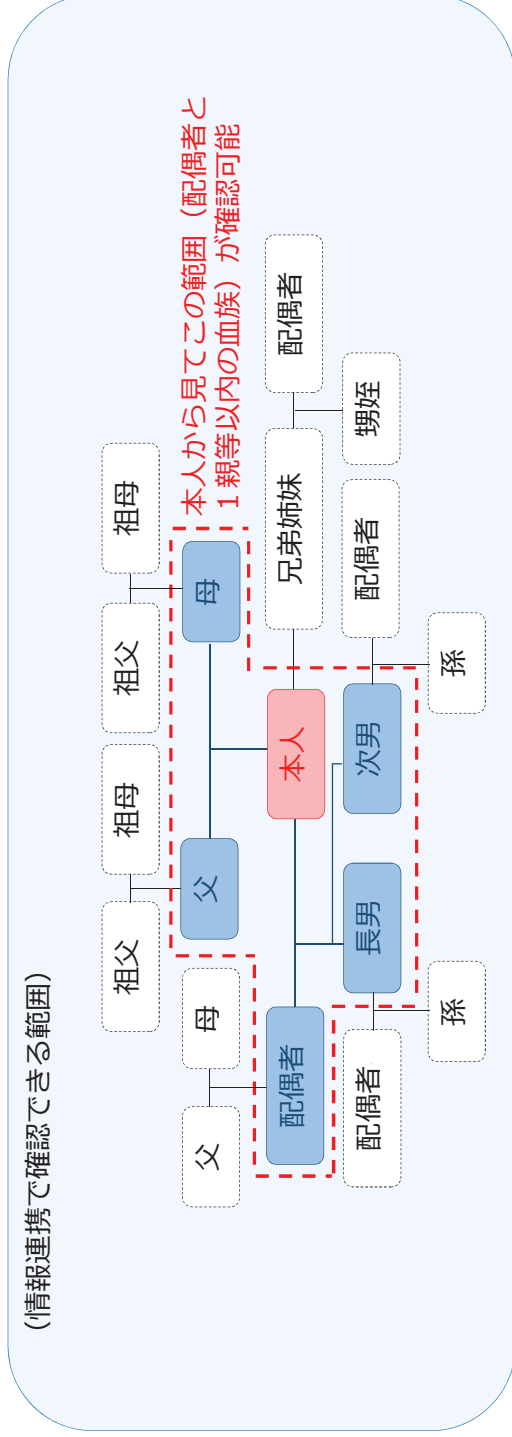 (情報連携で確認できる範囲)
祖父
祖母
祖父
祖母
本人から見てこの範囲（配偶者と
１親等以内の血族）が確認可能
父
母
父
母
配偶者
本人
兄弟姉妹
配偶者
配偶者
長男
次男
配偶者
甥姪
孫
孫